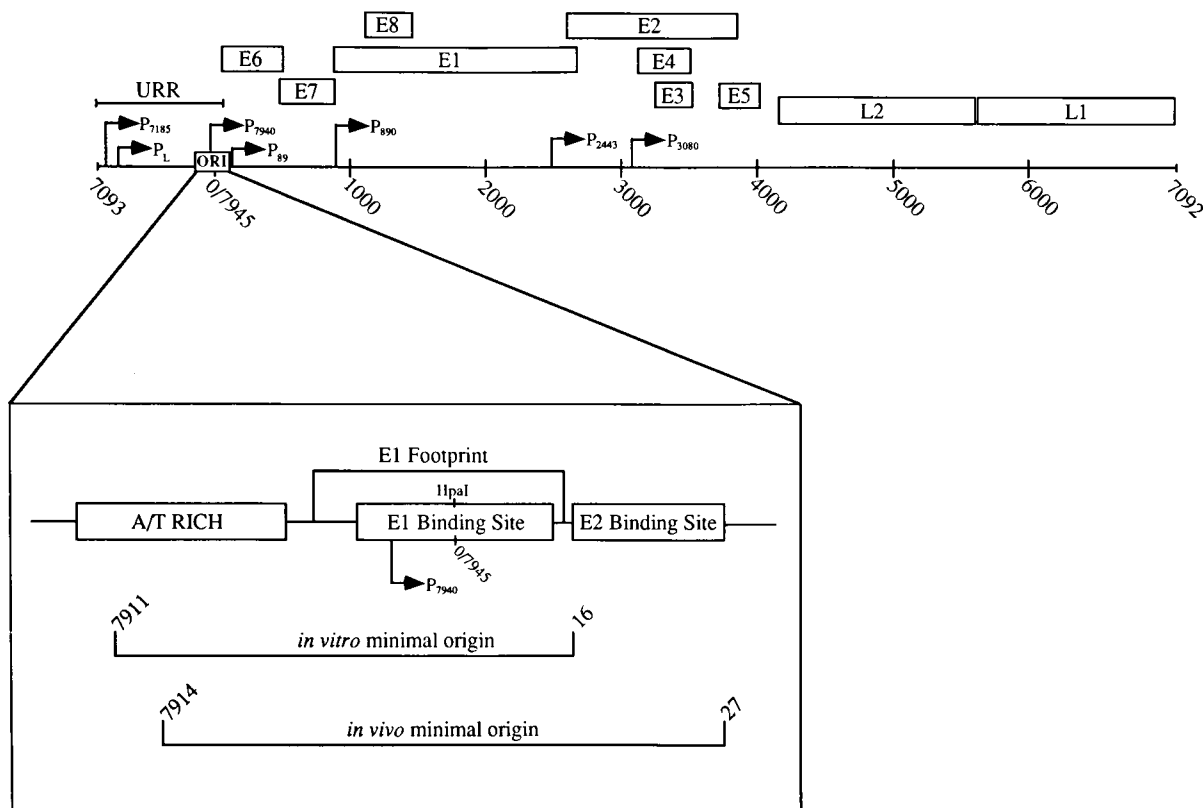 E8
E2
E6
E1
E4
E7
E3
E5
URR
L2
L1
P7185
P7940
P890
PL
P89
P2443
P3080
ORI
7093
0/7945
1000
2000
3000
4000
5000
6000
7092
E1 Footprint
HpaI
A/T RICH
E1 Binding Site
E2 Binding Site
0/7945
P7940
7911
16
in vitro minimal origin
7914
27
in vivo minimal origin